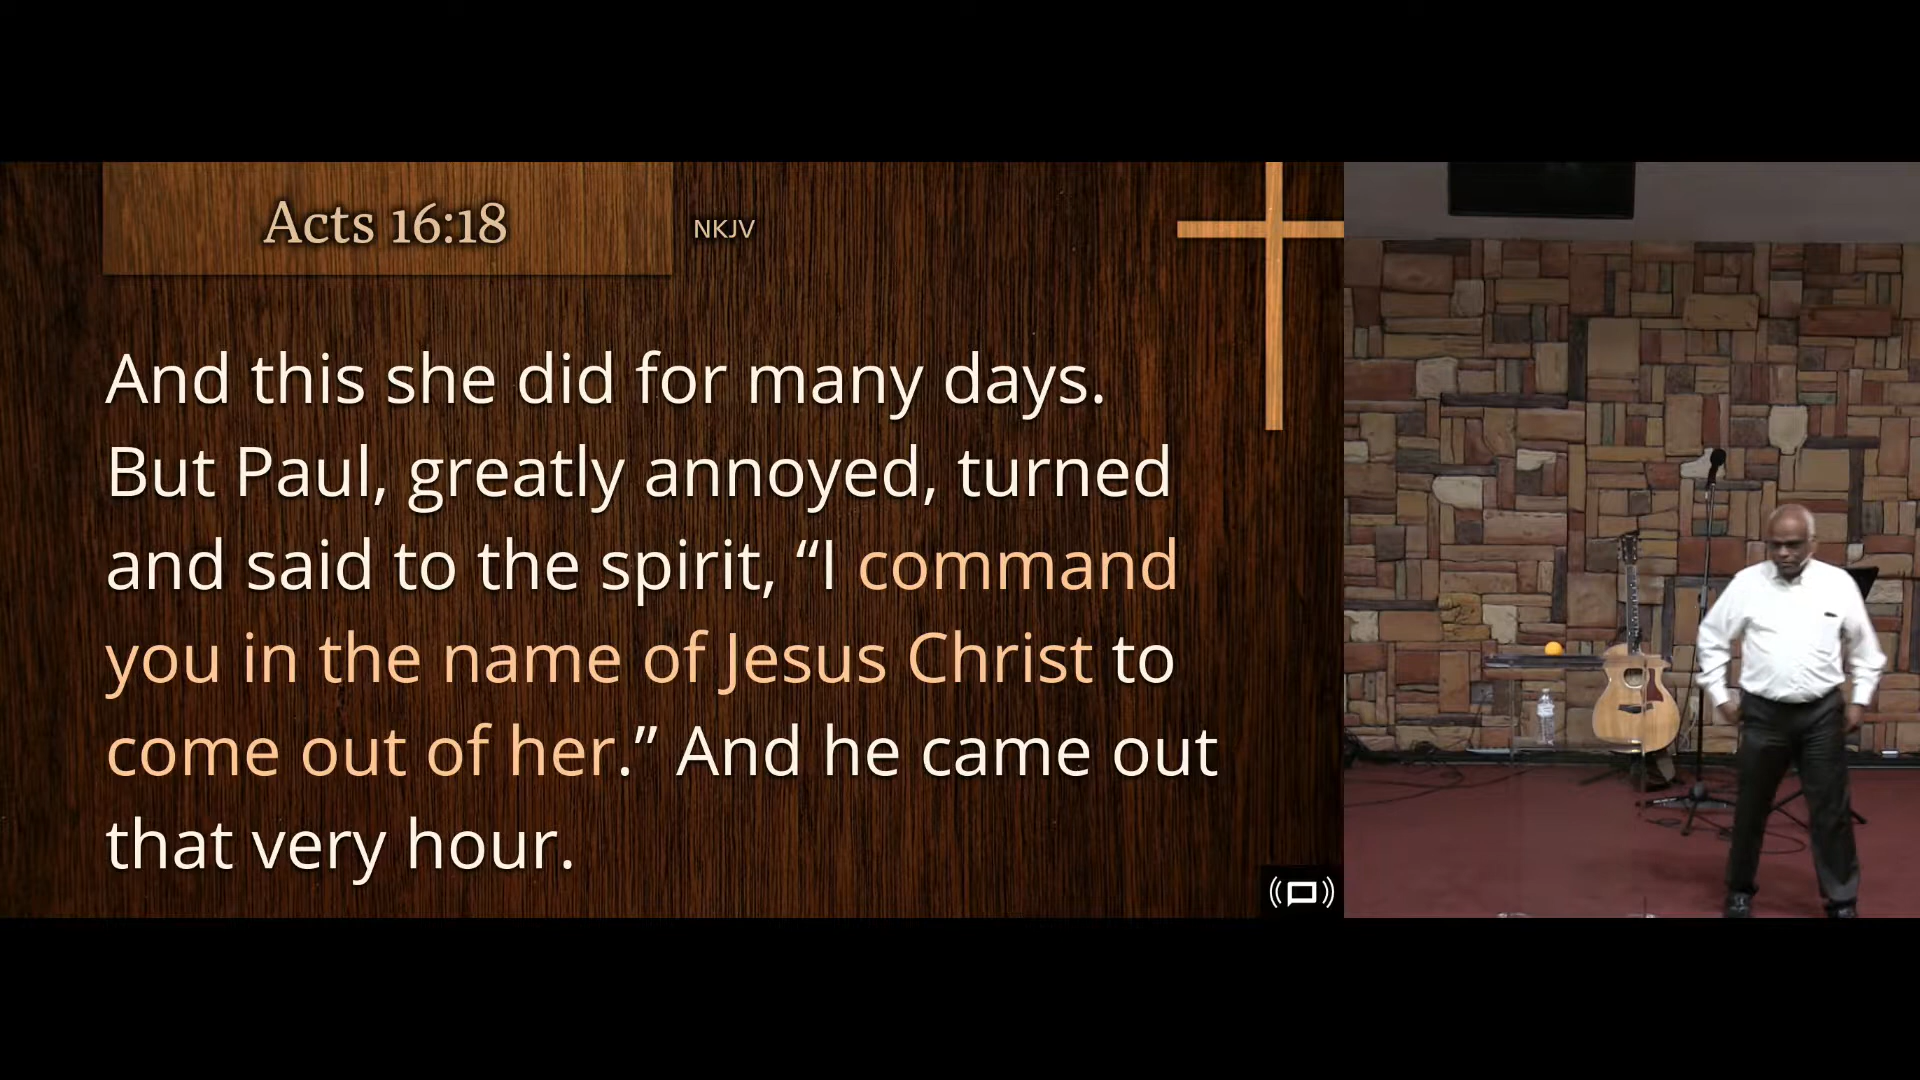 Acts 16:18
NKJV
And this she did for many days.
But Paul, greatly annoyed, turned
and said to the spirit, “I command
you in the name of Jesus Christ to
come out of her.” And he came out
that very hour.